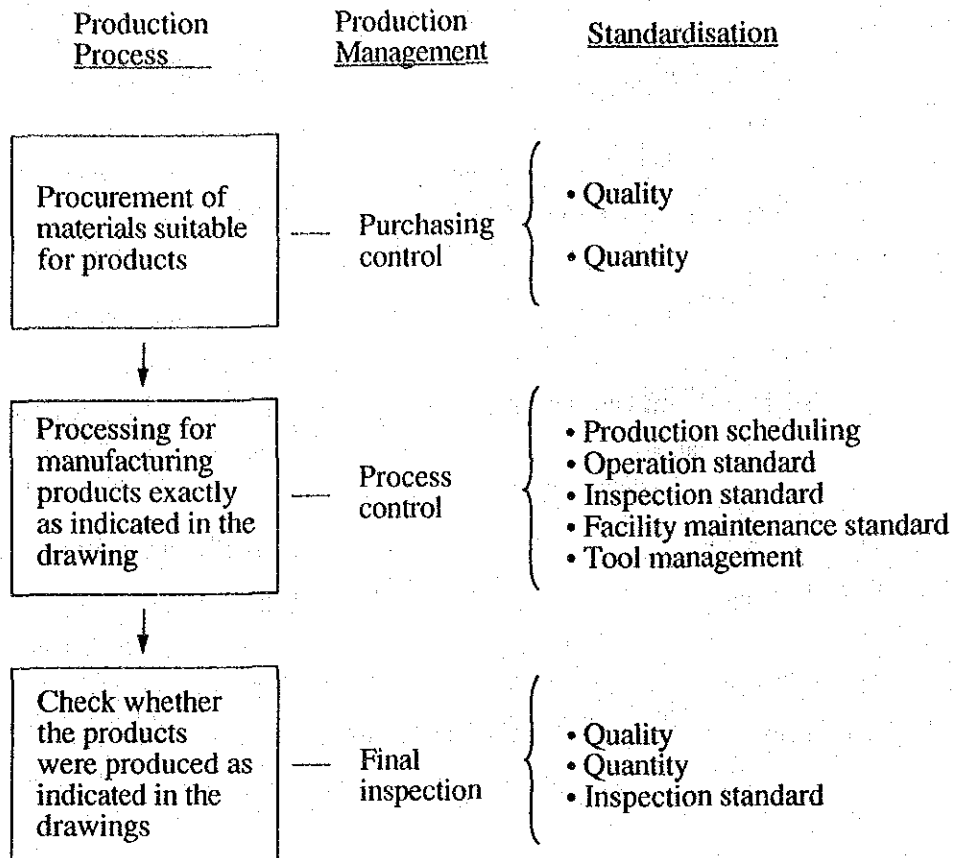 Production
Process
Production
Management
Standardisation
Procurement of
materials suitable
for products
Purchasing
control
• Quality
• Quantity
Processing for
manufacturing
products exactly
as indicated in the
drawing
Process
control
• Production scheduling
• Operation standard
• Inspection standard
• Facility maintenance standard
• Tool management
Check whether
the products
were produced as
indicated in the
drawings
Final
inspection
• Quality
• Quantity
• Inspection standard